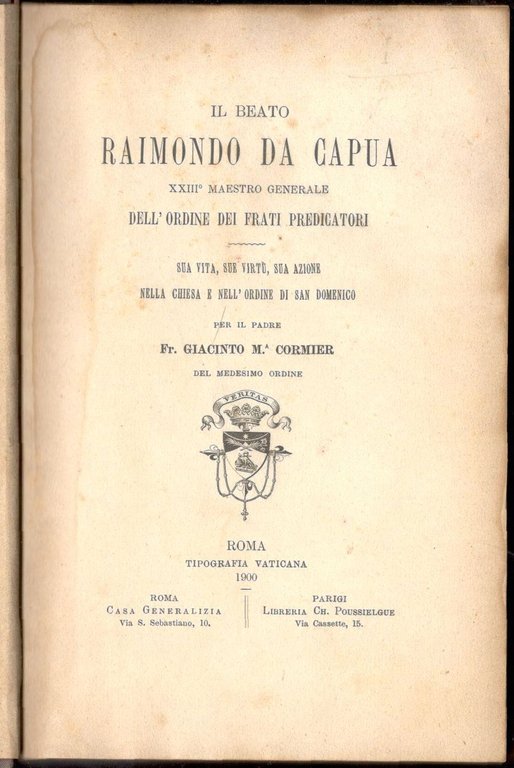 IL BEATO
RAIMONDO DA CAPUA
XXIII° MAESTRO GENERALE
DELL' ORDINE DEI FRATI PREDICATORI
SUA VITA, SUE VIRTÙ, SUA AZIONE
NELLA CHIESA E NELL' ORDINE DI SAN DOMENICO
PER IL PADRE
Fr. GIACINTO M.ᴬ CORMIER
DEL MEDESIMO ORDINE
VERITAS
ROMA
TIPOGRAFIA VATICANA
1900
ROMA
CASA GENERALIZIA
Via S. Sebastiano, 10.
PARIGI
LIBRERIA CH. POUSSIELGUE
Via Cassette, 15.